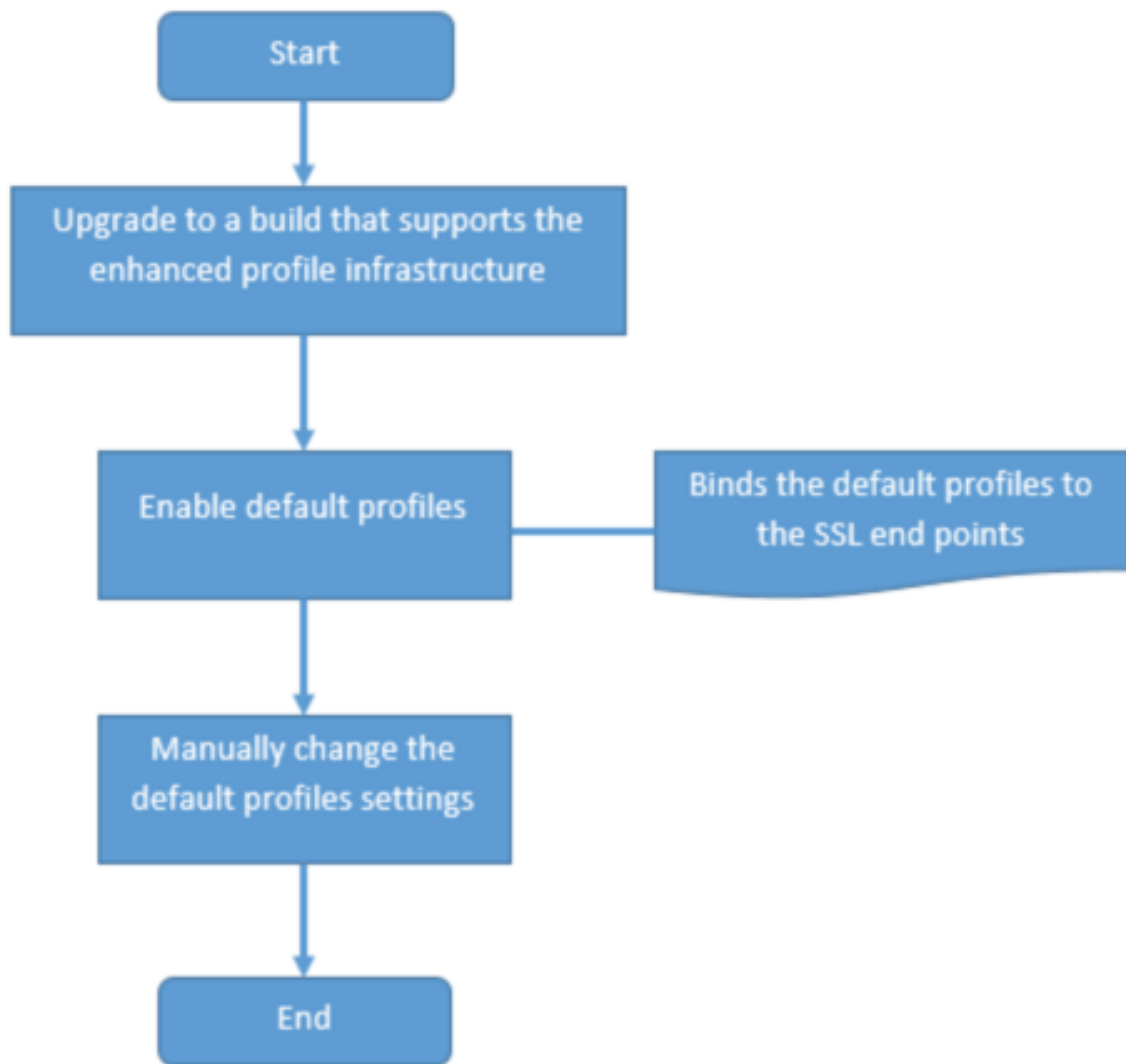 Start
Upgrade to a build that supports the
enhanced profile infrastructure
Enable default profiles
Binds the default profiles to
the SSL end points
Manually change the
default profiles settings
End